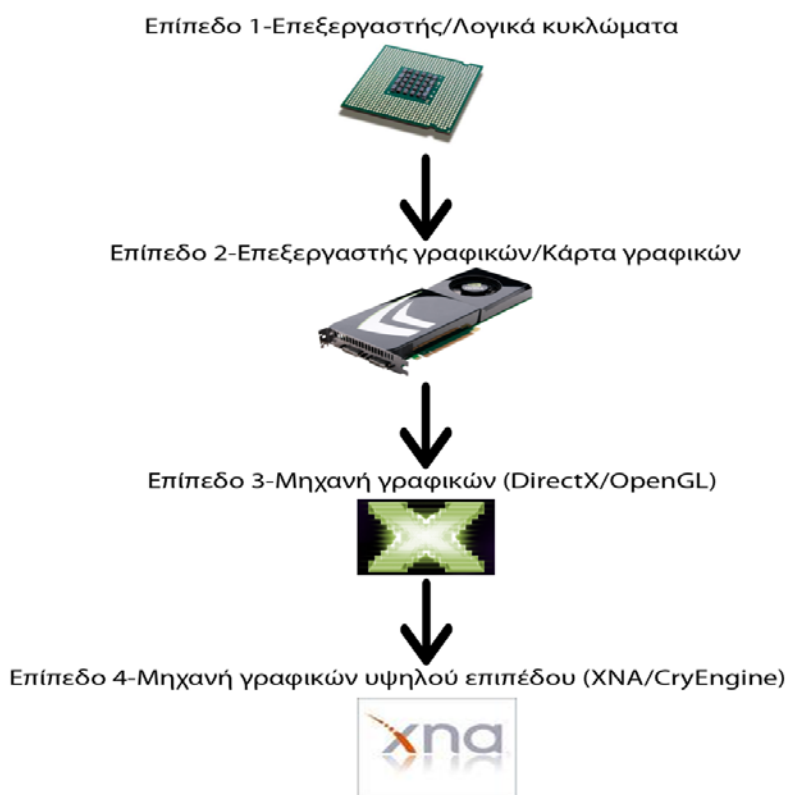 Επίπεδο 1-Επεξεργαστής/Λογικά κυκλώματα
Επίπεδο 2-Επεξεργαστής γραφικών/Κάρτα γραφικών
Επίπεδο 3-Μηχανή γραφικών (DirectX/OpenGL)
Επίπεδο 4-Μηχανή γραφικών υψηλού επιπέδου (XNA/CryEngine)
xna